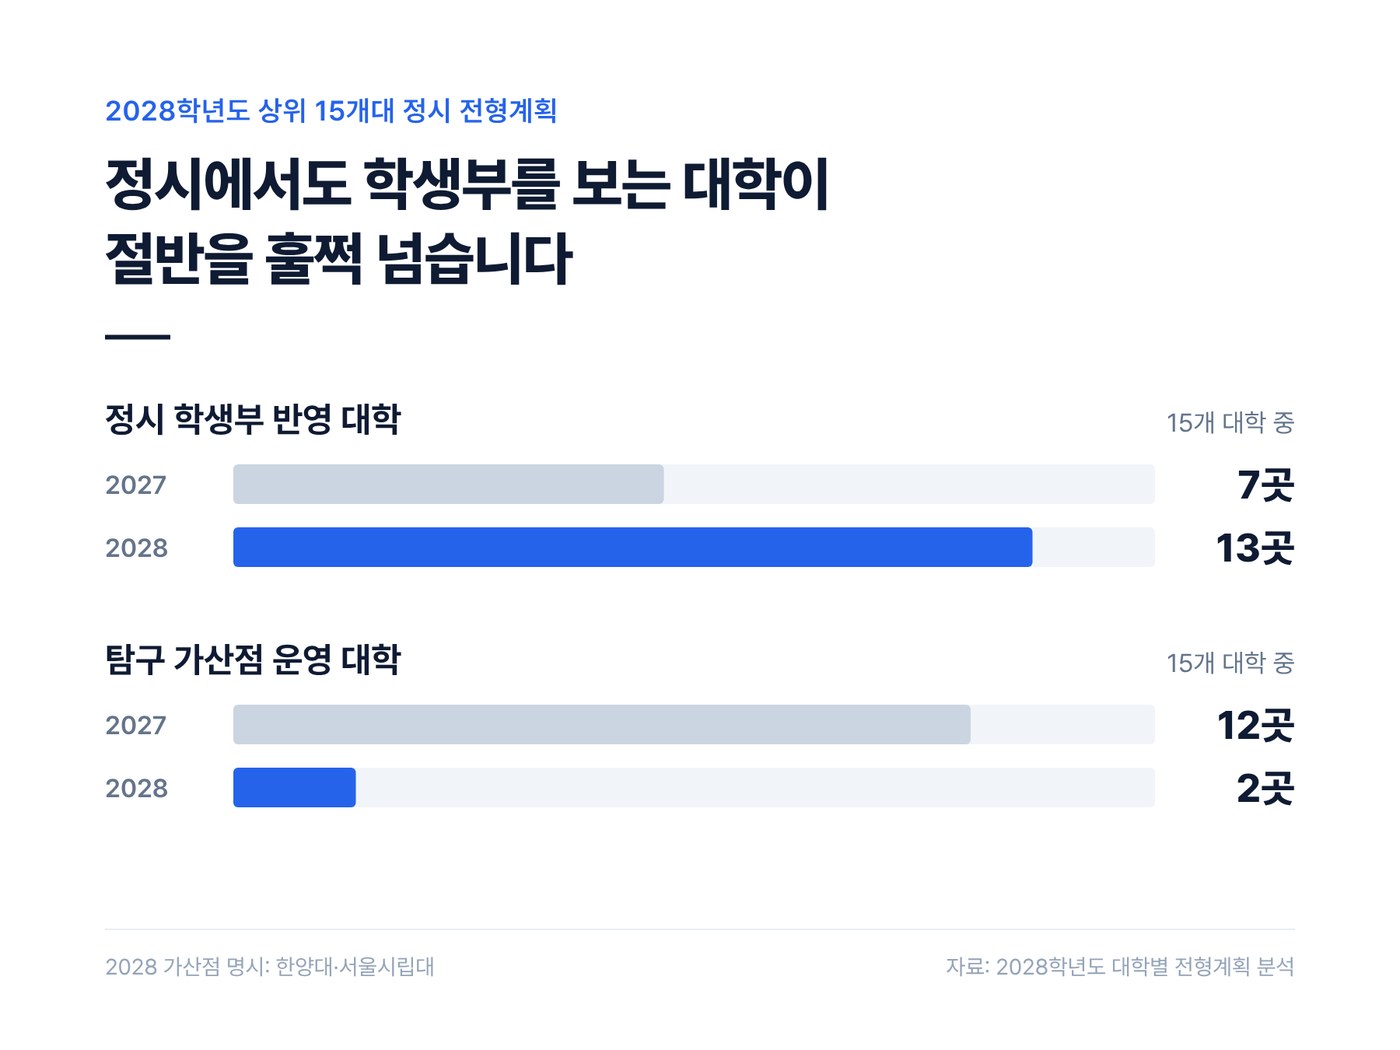 2028학년도 상위 15개대 정시 전형계획
정시에서도 학생부를 보는 대학이
절반을 훌쩍 넘습니다
정시 학생부 반영 대학
15개 대학 중
2027
7곳
2028
13곳
탐구 가산점 운영 대학
15개 대학 중
2027
12곳
2028
2곳
2028 가산점 명시: 한양대·서울시립대
자료: 2028학년도 대학별 전형계획 분석